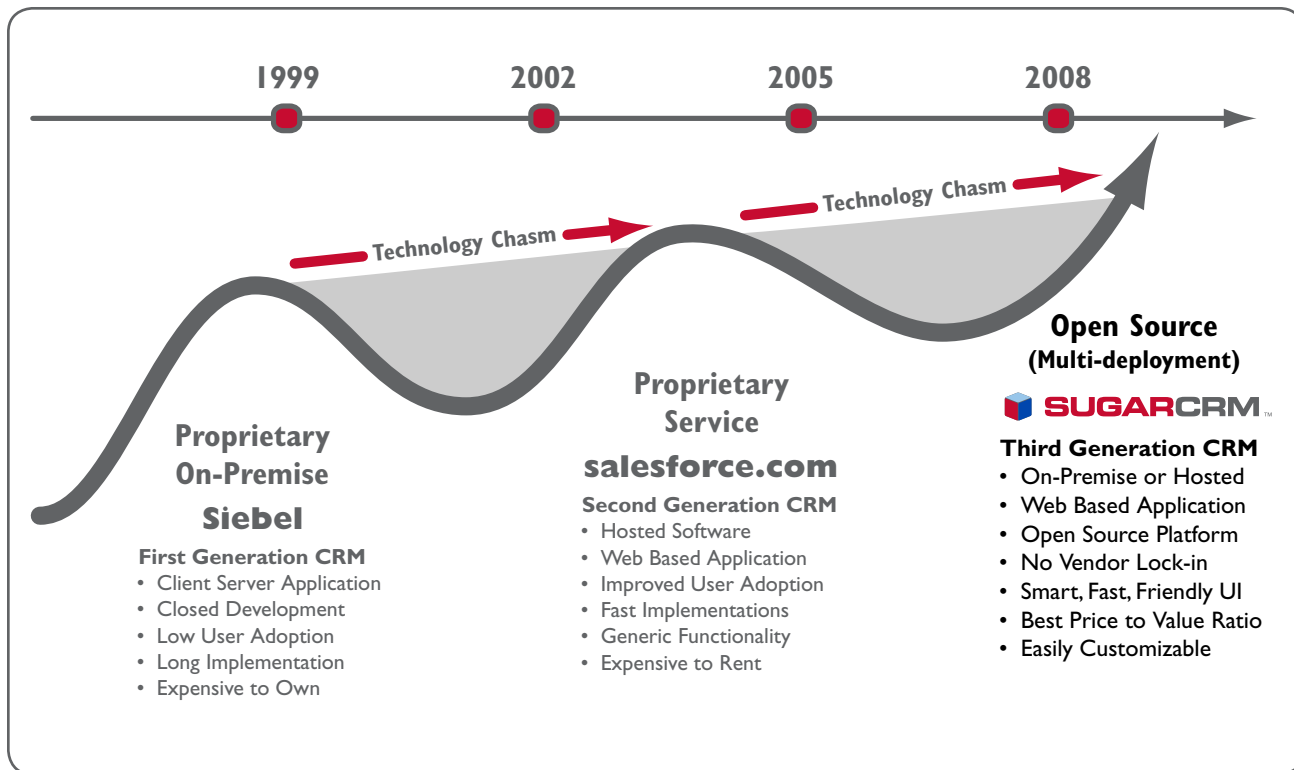 1999 2002 2005 2008
Technology Chasm
Technology Chasm
Proprietary
On-Premise
Siebel
First Generation CRM
• Client Server Application
• Closed Development
• Low User Adoption
• Long Implementation
• Expensive to Own
Proprietary
Service
salesforce.com
Second Generation CRM
• Hosted Software
• Web Based Application
• Improved User Adoption
• Fast Implementations
• Generic Functionality
• Expensive to Rent
Open Source
(Multi-deployment)
SUGARCRM™
Third Generation CRM
• On-Premise or Hosted
• Web Based Application
• Open Source Platform
• No Vendor Lock-in
• Smart, Fast, Friendly UI
• Best Price to Value Ratio
• Easily Customizable